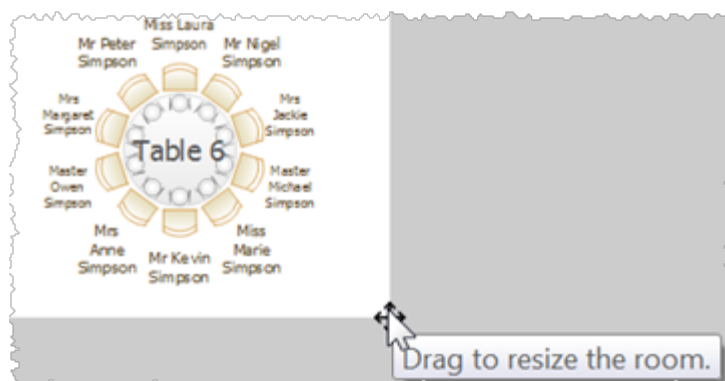 Miss Laura
Simpson
Mr Peter
Simpson
Mr Nigel
Simpson
Mrs
Margaret
Simpson
Mrs
Jackie
Simpson
Table 6
Master
Owen
Simpson
Master
Michael
Simpson
Mrs
Anne
Simpson
Mr Kevin
Simpson
Miss
Marie
Simpson
Drag to resize the room.